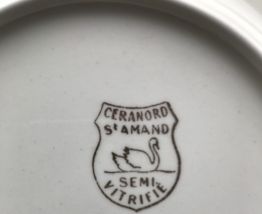 CERANORD
St AMAND
SEMI
VITRIFIÉ